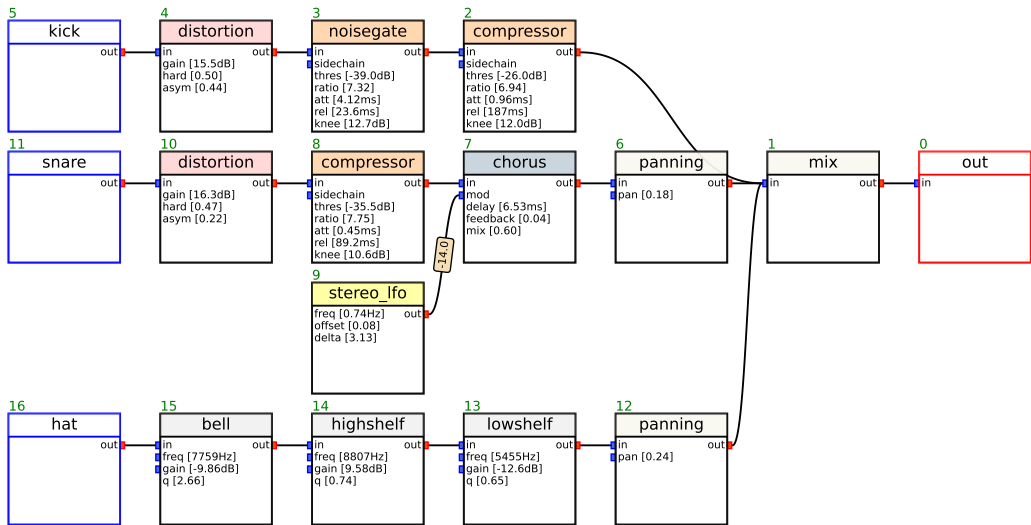 5
kick
out
4
distortion
in out
gain [15.5dB]
hard [0.50]
asym [0.44]
3
noisegate
in out
sidechain
thres [-39.0dB]
ratio [7.32]
att [4.12ms]
rel [23.6ms]
knee [12.7dB]
2
compressor
in out
sidechain
thres [-26.0dB]
ratio [6.94]
att [0.96ms]
rel [187ms]
knee [12.0dB]
11
snare
out
10
distortion
in out
gain [16.3dB]
hard [0.47]
asym [0.22]
8
compressor
in out
sidechain
thres [-35.5dB]
ratio [7.75]
att [0.45ms]
rel [89.2ms]
knee [10.6dB]
7
chorus
in out
mod
delay [6.53ms]
feedback [0.04]
mix [0.60]
6
panning
in out
pan [0.18]
1
mix
in out
0
out
in
-14.0
9
stereo_lfo
freq [0.74Hz] out
offset [0.08]
delta [3.13]
16
hat
out
15
bell
in out
freq [7759Hz]
gain [-9.86dB]
q [2.66]
14
highshelf
in out
freq [8807Hz]
gain [9.58dB]
q [0.74]
13
lowshelf
in out
freq [5455Hz]
gain [-12.6dB]
q [0.65]
12
panning
in out
pan [0.24]